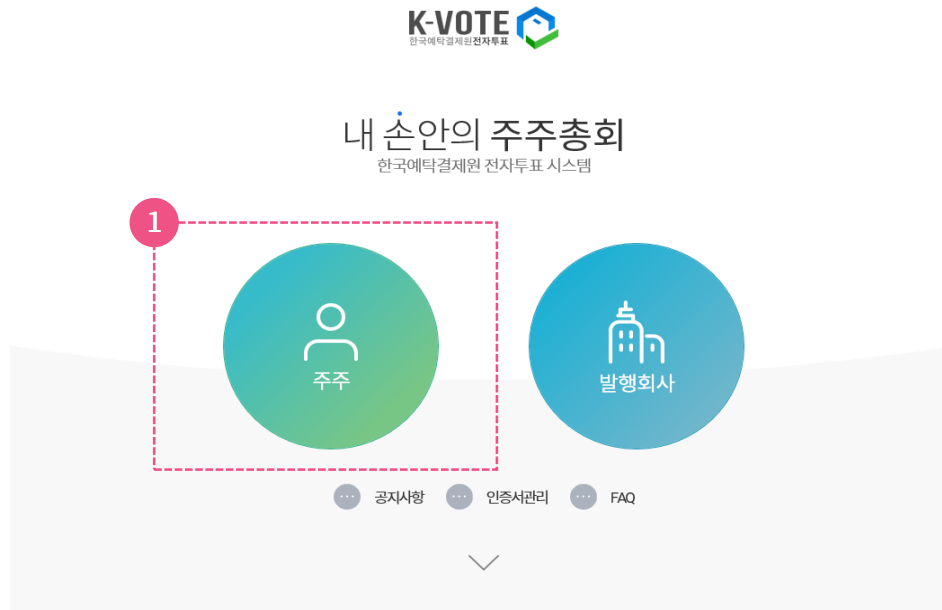 K-VOTE
한국예탁결제원전자투표
내 손안의 주주총회
한국예탁결제원 전자투표 시스템
1
주주
발행회사
공지사항 인증서관리 FAQ